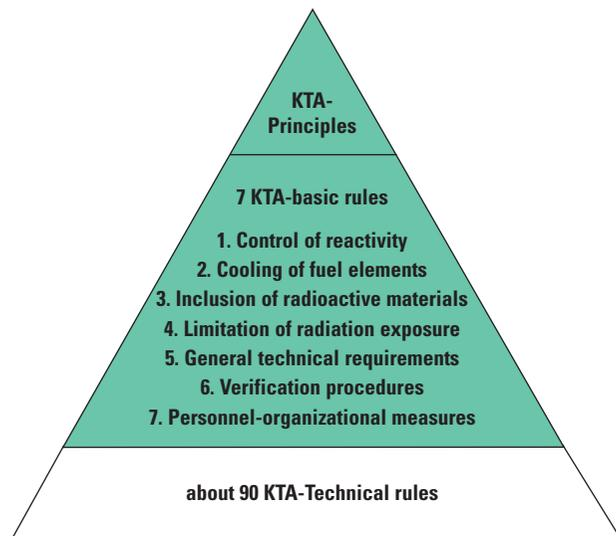 KTA-
Principles
7 KTA-basic rules
1. Control of reactivity
2. Cooling of fuel elements
3. Inclusion of radioactive materials
4. Limitation of radiation exposure
5. General technical requirements
6. Verification procedures
7. Personnel-organizational measures
about 90 KTA-Technical rules